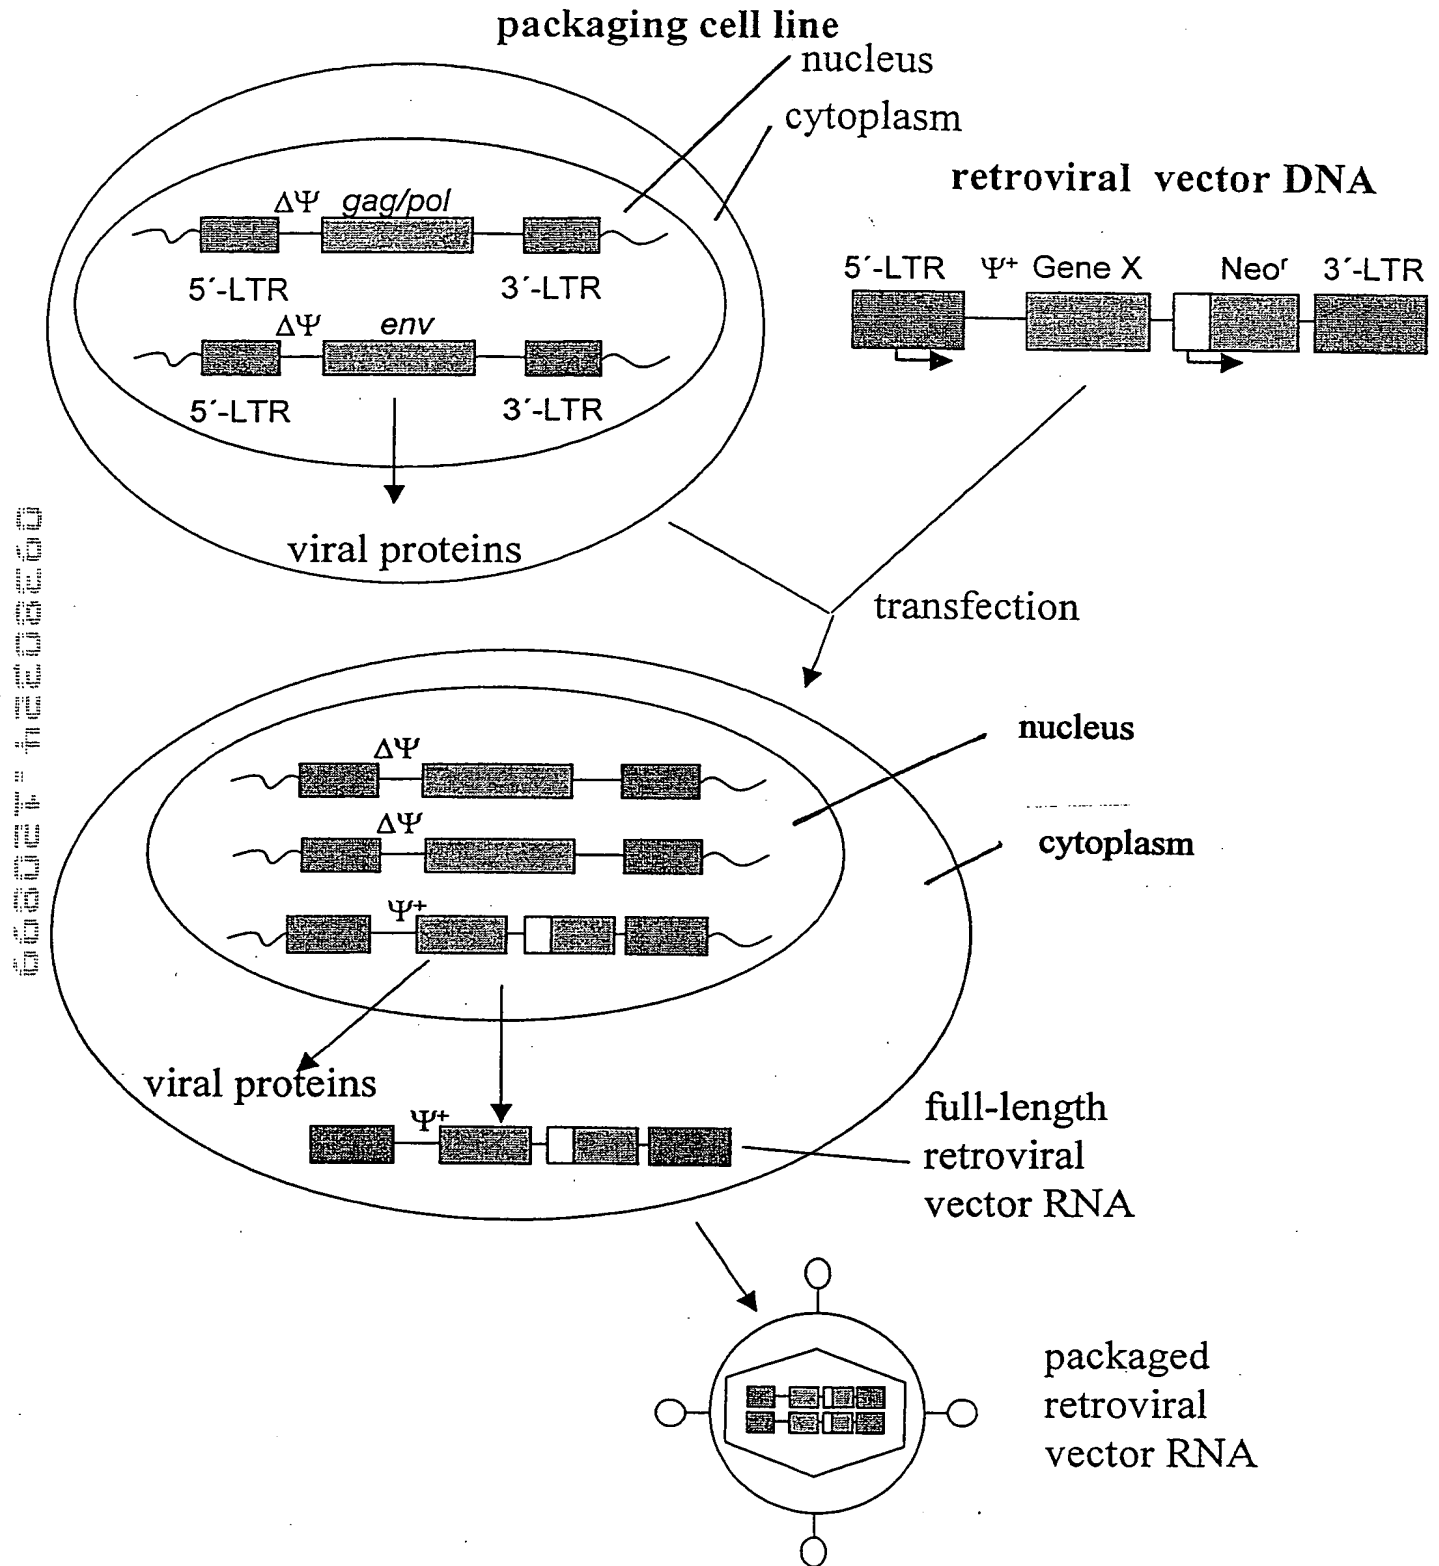 packaging cell line
nucleus
cytoplasm
retroviral vector DNA
ΔΨ gag/pol
5´-LTR 3´-LTR
ΔΨ env
5´-LTR 3´-LTR
viral proteins
5´-LTR Ψ+ Gene X Neoʳ 3´-LTR
transfection
nucleus
cytoplasm
ΔΨ
ΔΨ
Ψ+
viral proteins
Ψ+
full-length
retroviral
vector RNA
packaged
retroviral
vector RNA